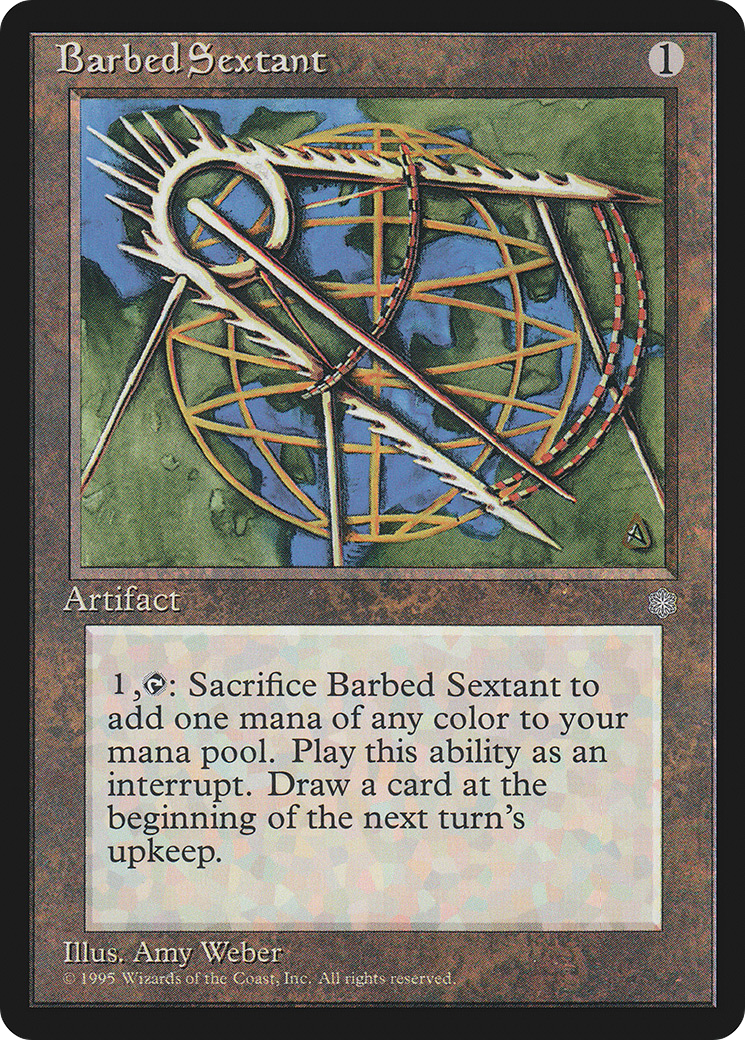 Barbed Sextant 1
Artifact
1, : Sacrifice Barbed Sextant to
add one mana of any color to your
mana pool. Play this ability as an
interrupt. Draw a card at the
beginning of the next turn's
upkeep.
Illus. Amy Weber
© 1995 Wizards of the Coast, Inc. All rights reserved.